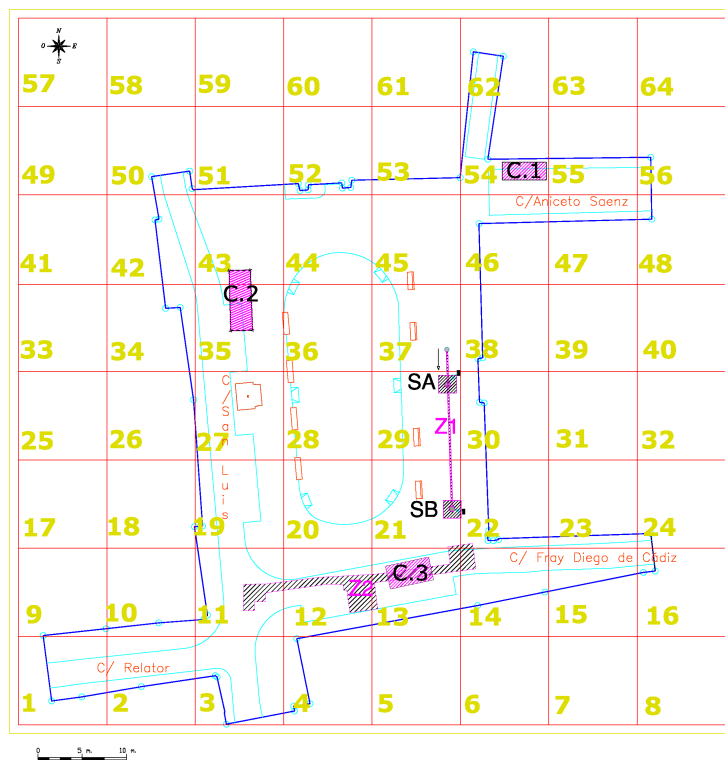 N
O E
S
57 58 59 60 61 62 63 64
49 50 51 52 53 54 55 56
C.1
C/Aniceto Saenz
41 42 43 44 45 46 47 48
C.2
33 34 35 36 37 38 39 40
C/San Luis
SA
Z1
25 26 27 28 29 30 31 32
SB
17 18 19 20 21 22 23 24
C/ Fray Diego de Cádiz
C.3
Z2
9 10 11 12 13 14 15 16
C/ Relator
1 2 3 4 5 6 7 8
0 5 m. 10 m.